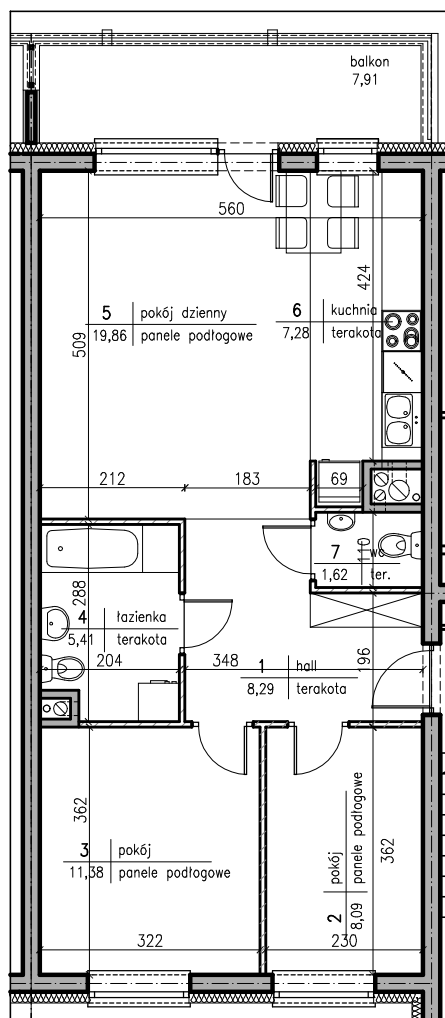 balkon
7,91
560
5 pokój dzienny
19,86 panele podłogowe
6 kuchnia
7,28 terakota
424
509
212
183
69
7 wc
1,62 ter.
110
288
4 łazienka
5,41 terakota
204
348
1 hall
8,29 terakota
196
362
3 pokój
11,38 panele podłogowe
2 pokój
8,09 panele podłogowe
362
322
230